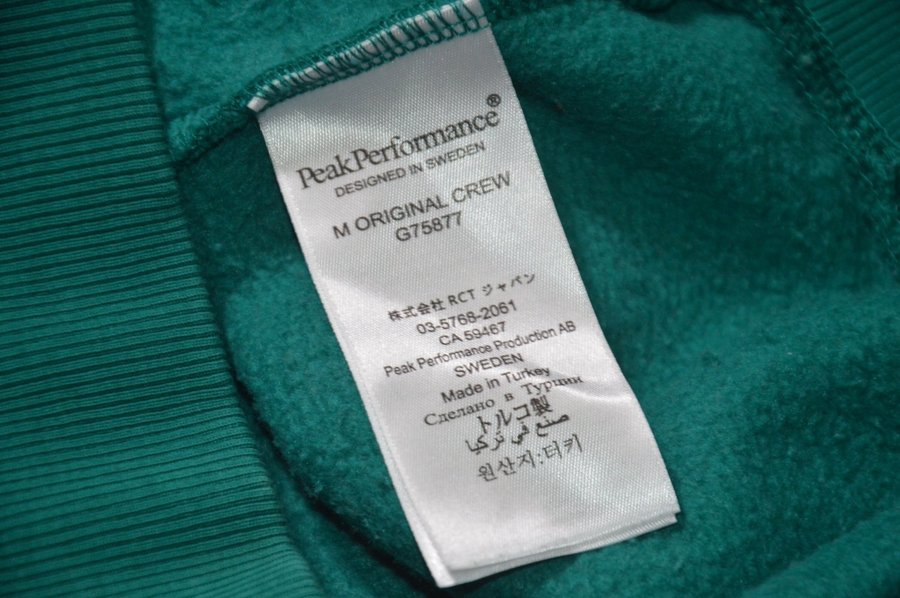 PeakPerformance®
DESIGNED IN SWEDEN
M ORIGINAL CREW
G75877
株式会社 RCT ジャパン
03-5768-2061
CA 59467
Peak Performance Production AB
SWEDEN
Made in Turkey
Сделано в Турции
トルコ製
صنع في تركيا
원산지:터키